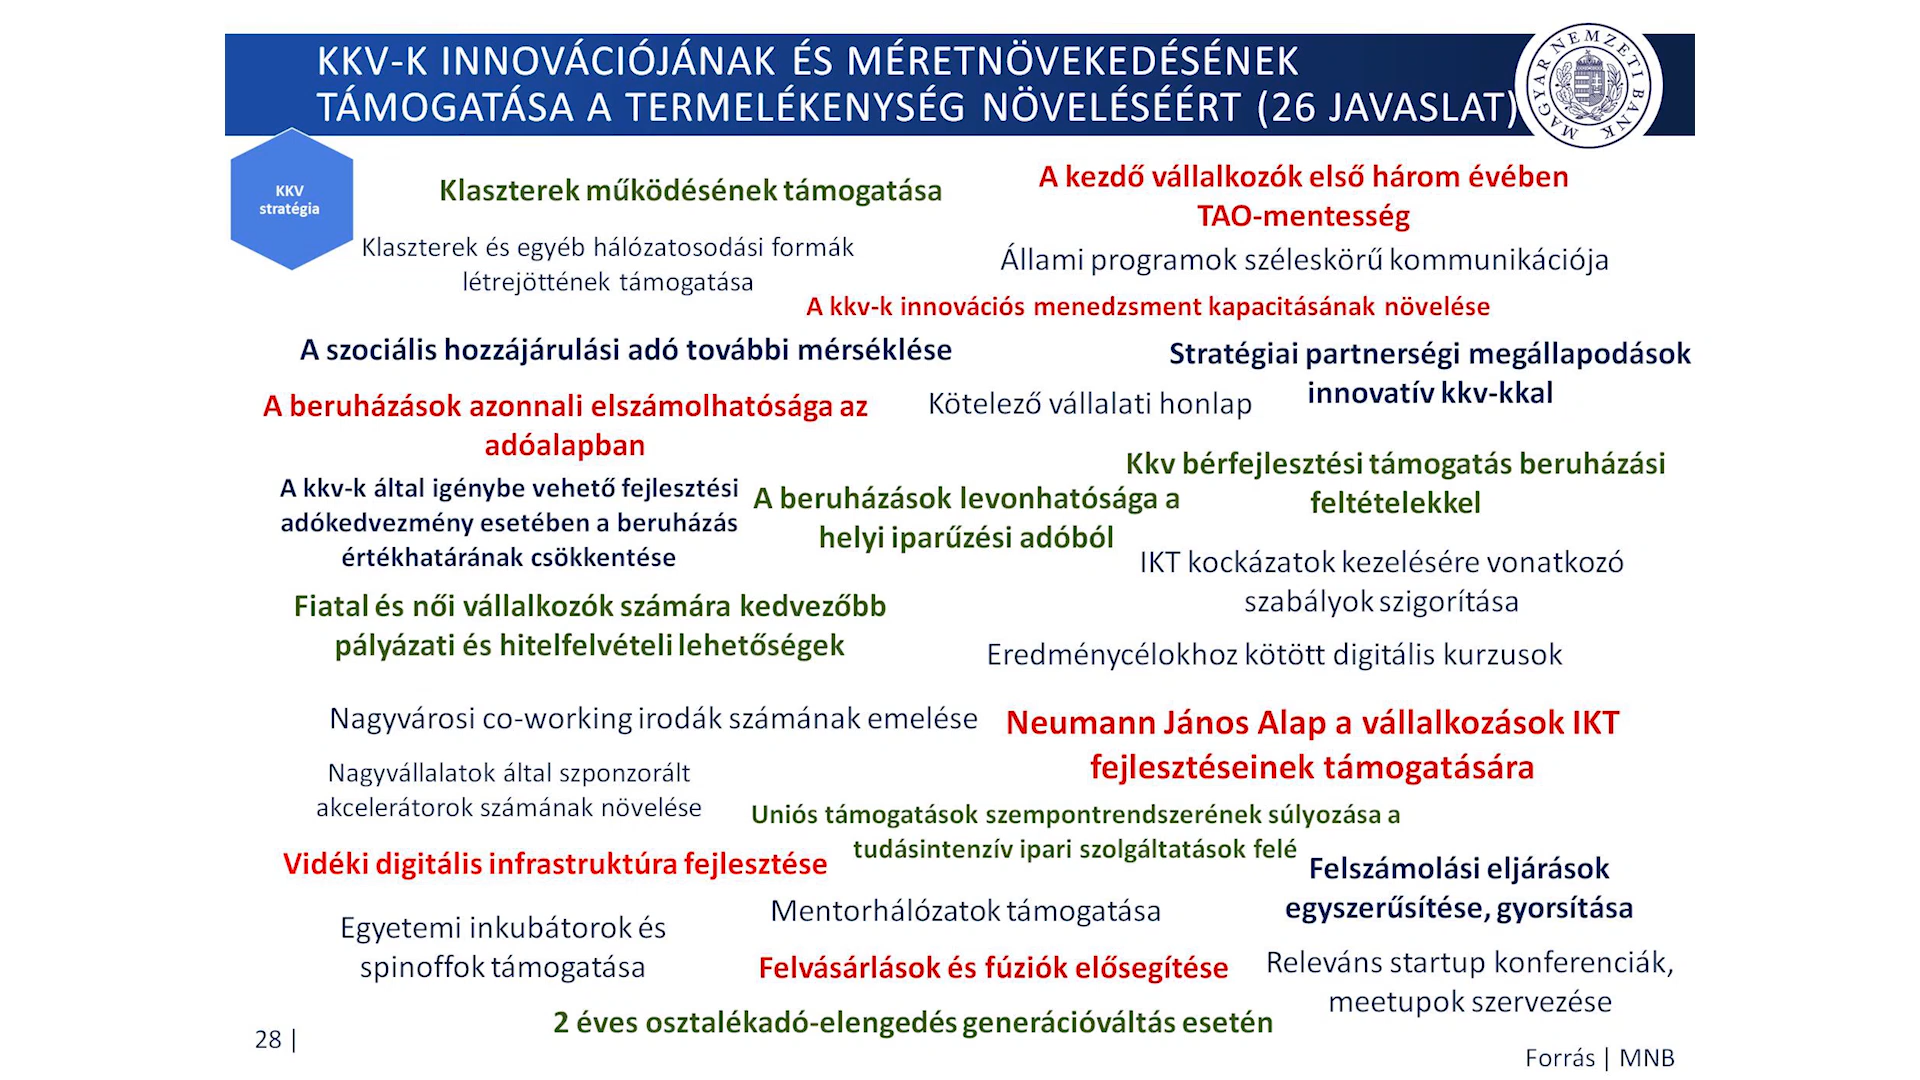 KKV-K INNOVÁCIÓJÁNAK ÉS MÉRETNÖVEKEDÉSÉNEK
TÁMOGATÁSA A TERMELÉKENYSÉG NÖVELÉSÉÉRT (26 JAVASLAT)
MAGYAR NEMZETI BANK
KKV
stratégia
Klaszterek működésének támogatása
A kezdő vállalkozók első három évében
TAO-mentesség
Klaszterek és egyéb hálózatosodási formák
létrejöttének támogatása
Állami programok széleskörű kommunikációja
A kkv-k innovációs menedzsment kapacitásának növelése
A szociális hozzájárulási adó további mérséklése
Stratégiai partnerségi megállapodások
innovatív kkv-kkal
A beruházások azonnali elszámolhatósága az
adóalapban
Kötelező vállalati honlap
Kkv bérfejlesztési támogatás beruházási
feltételekkel
A kkv-k által igénybe vehető fejlesztési
adókedvezmény esetében a beruházás
értékhatárának csökkentése
A beruházások levonhatósága a
helyi iparűzési adóból
IKT kockázatok kezelésére vonatkozó
szabályok szigorítása
Fiatal és női vállalkozók számára kedvezőbb
pályázati és hitelfelvételi lehetőségek
Eredménycélokhoz kötött digitális kurzusok
Nagyvárosi co-working irodák számának emelése
Neumann János Alap a vállalkozások IKT
fejlesztéseinek támogatására
Nagyvállalatok által szponzorált
akcelerátorok számának növelése
Uniós támogatások szempontrendszerének súlyozása a
tudásintenzív ipari szolgáltatások felé
Vidéki digitális infrastruktúra fejlesztése
Felszámolási eljárások
egyszerűsítése, gyorsítása
Mentorhálózatok támogatása
Egyetemi inkubátorok és
spinoffok támogatása
Felvásárlások és fúziók elősegítése
Releváns startup konferenciák,
meetupok szervezése
2 éves osztalékadó-elengedés generációváltás esetén
28 |
Forrás | MNB